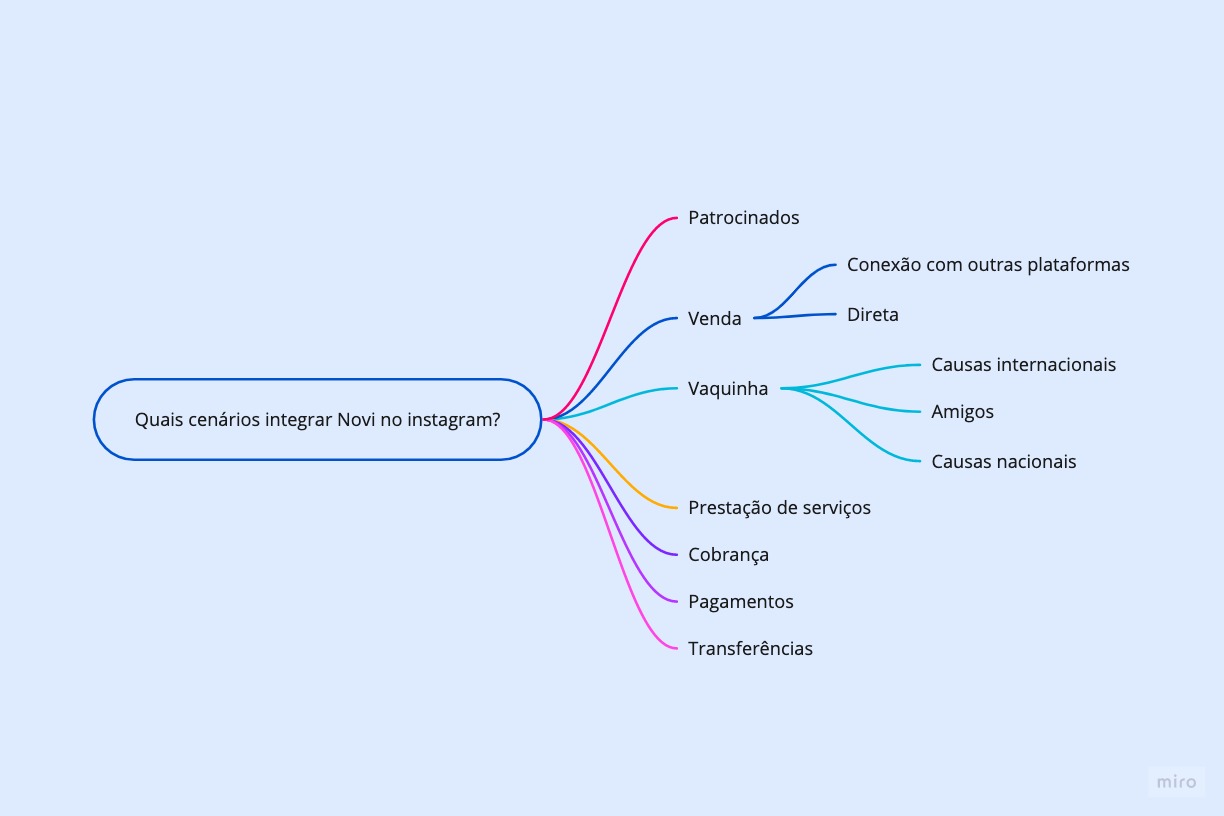 Quais cenários integrar Novi no instagram?
Patrocinados
Venda
Conexão com outras plataformas
Direta
Vaquinha
Causas internacionais
Amigos
Causas nacionais
Prestação de serviços
Cobrança
Pagamentos
Transferências
miro